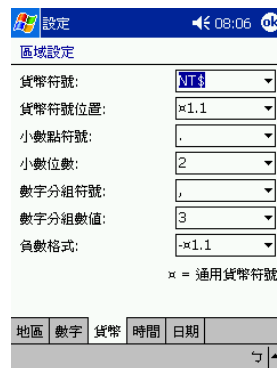 設定 08:06 ok
區域設定
貨幣符號: NT$
貨幣符號位置: ¤1.1
小數點符號: .
小數位數: 2
數字分組符號: ,
數字分組數值: 3
負數格式: -¤1.1
¤ = 通用貨幣符號
地區 數字 貨幣 時間 日期
ㄅ